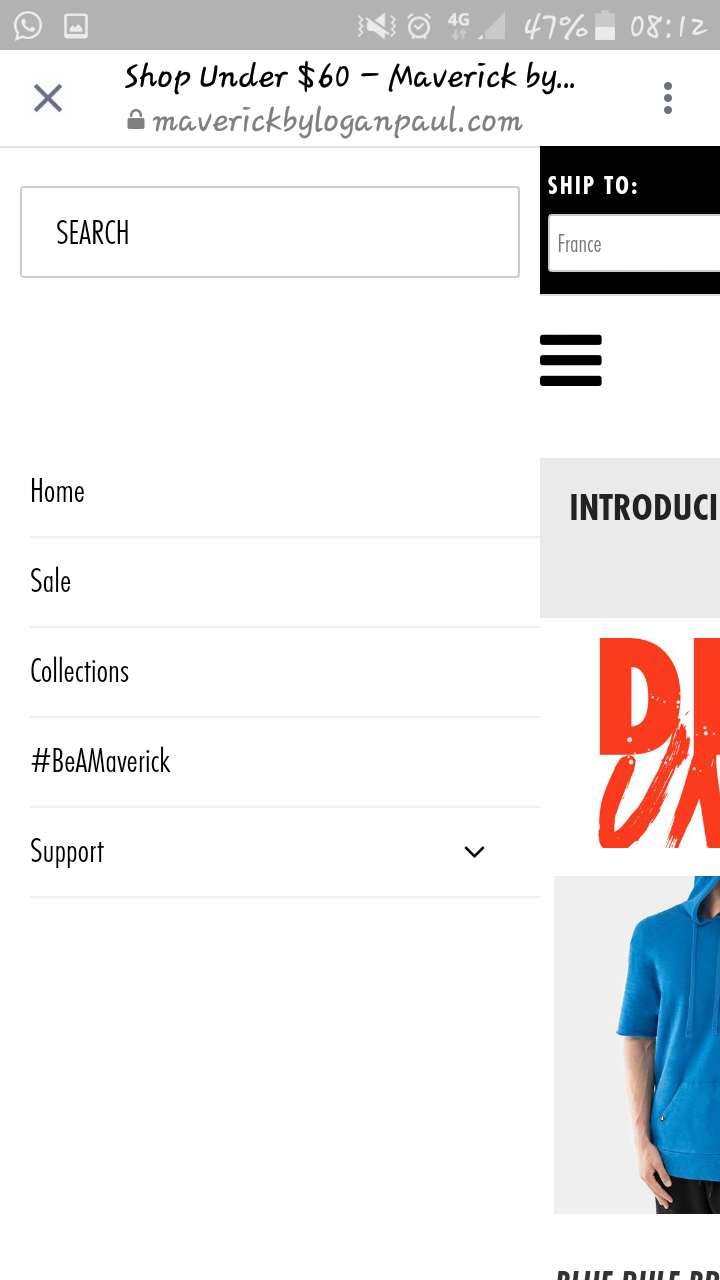 4G 47% 08:12
Shop Under $60 – Maverick by...
maverickbyloganpaul.com
SEARCH
SHIP TO:
France
Home
INTRODUCI
Sale
Collections
#BeAMaverick
Support